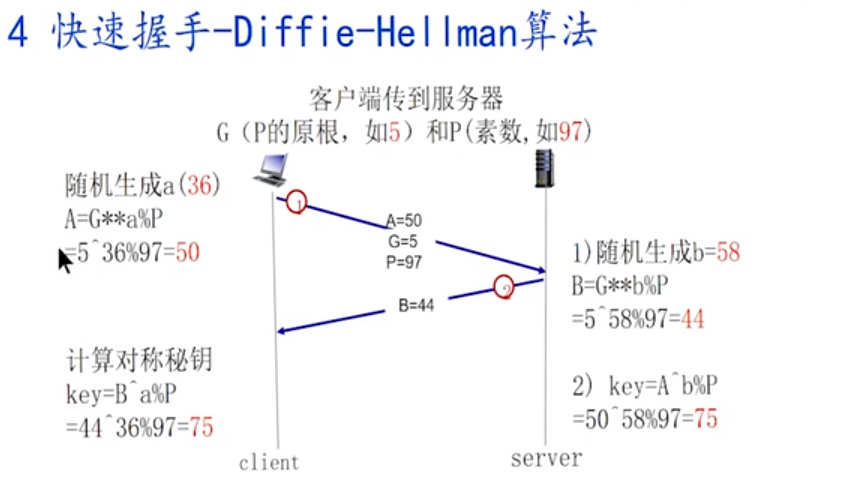 4 快速握手-Diffie-Hellman算法
客户端传到服务器
G（P的原根，如5）和P(素数,如97)
随机生成a(36)
A=G**a%P
=5^36%97=50
1
A=50
G=5
P=97
1)随机生成b=58
B=G**b%P
=5^58%97=44
2
B=44
计算对称秘钥
key=B^a%P
=44^36%97=75
2) key=A^b%P
=50^58%97=75
client
server